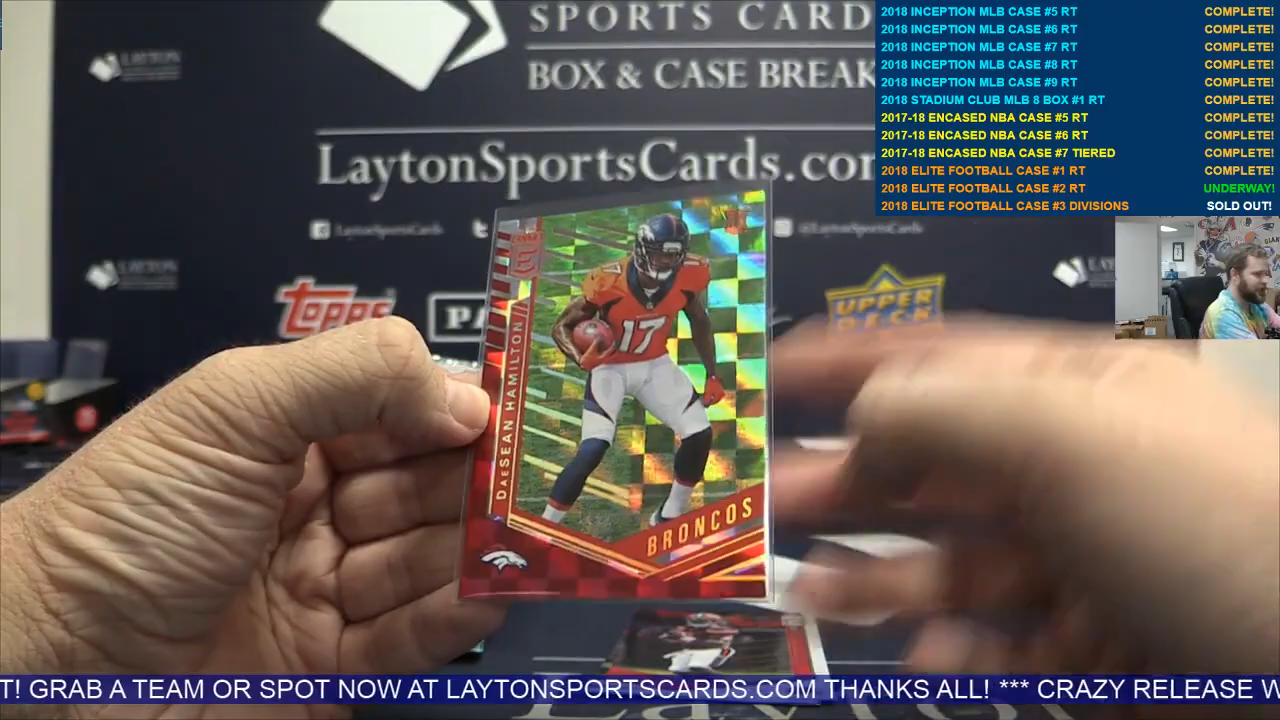 SPORTS CARD
BOX & CASE BREAK
LaytonSportsCards.com
LAYTON
LaytonSportsCards
@LaytonSportsCards
LAYTON
topps
PA
UPPER
DECK
2018 INCEPTION MLB CASE #5 RT COMPLETE!
2018 INCEPTION MLB CASE #6 RT COMPLETE!
2018 INCEPTION MLB CASE #7 RT COMPLETE!
2018 INCEPTION MLB CASE #8 RT COMPLETE!
2018 INCEPTION MLB CASE #9 RT COMPLETE!
2018 STADIUM CLUB MLB 8 BOX #1 RT COMPLETE!
2017-18 ENCASED NBA CASE #5 RT COMPLETE!
2017-18 ENCASED NBA CASE #6 RT COMPLETE!
2017-18 ENCASED NBA CASE #7 TIERED COMPLETE!
2018 ELITE FOOTBALL CASE #1 RT COMPLETE!
2018 ELITE FOOTBALL CASE #2 RT UNDERWAY!
2018 ELITE FOOTBALL CASE #3 DIVISIONS SOLD OUT!
17
17
DAESEAN HAMILTON
BRONCOS
T! GRAB A TEAM OR SPOT NOW AT LAYTONSPORTSCARDS.COM THANKS ALL! *** CRAZY RELEASE W